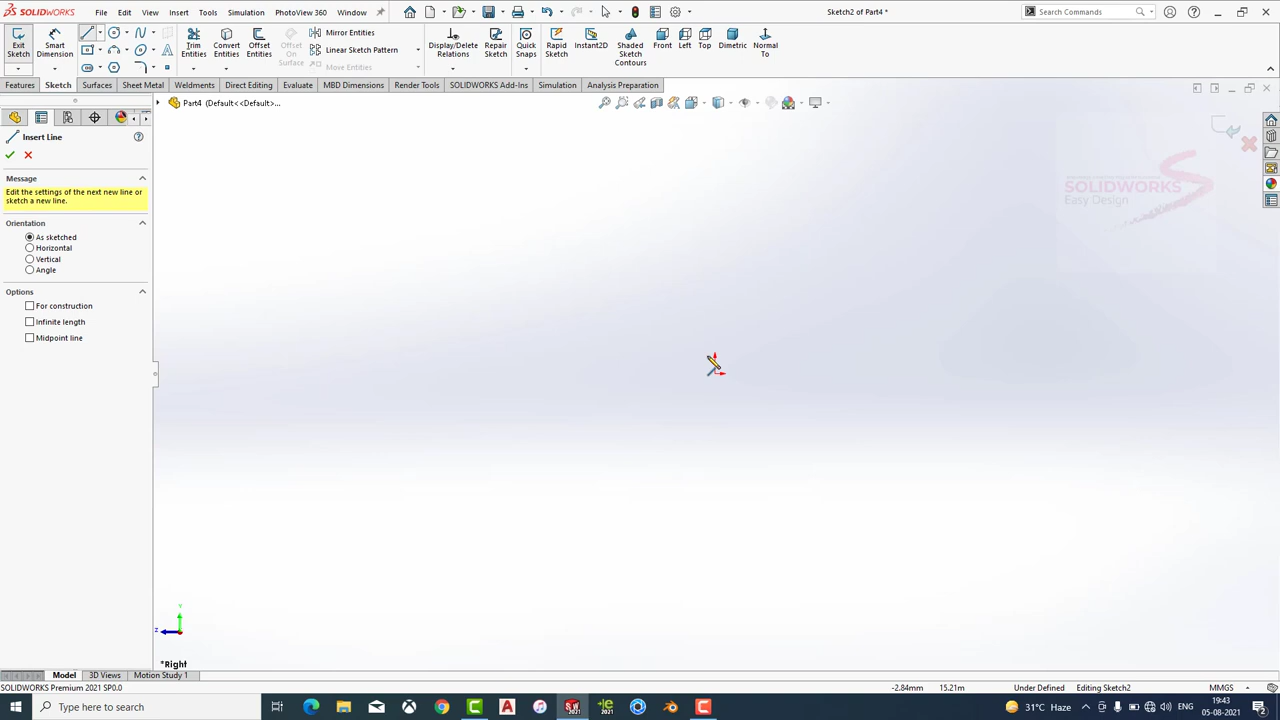 SOLIDWORKS File Edit View Insert Tools Simulation PhotoView 360 Window Sketch2 of Part4 * Search Commands
Exit Sketch Smart Dimension Trim Entities Convert Entities Offset Entities Offset On Surface Mirror Entities Linear Sketch Pattern Move Entities Display/Delete Relations Repair Sketch Quick Snaps Rapid Sketch Instant2D Shaded Sketch Contours Front Left Top Dimetric Normal To
Features Sketch Surfaces Sheet Metal Weldments Direct Editing Evaluate MBD Dimensions Render Tools SOLIDWORKS Add-Ins Simulation Analysis Preparation
Part4 (Default<<Default>...
Insert Line
Message
Edit the settings of the next new line or
sketch a new line.
Orientation
As sketched
Horizontal
Vertical
Angle
Options
For construction
Infinite length
Midpoint line
SOLIDWORKS
Easy Design
Y
Z
*Right
Model 3D Views Motion Study 1
SOLIDWORKS Premium 2021 SP0.0 -2.84mm 15.21m Under Defined Editing Sketch2 MMGS
Type here to search 31°C Haze ENG 19:43
05-08-2021